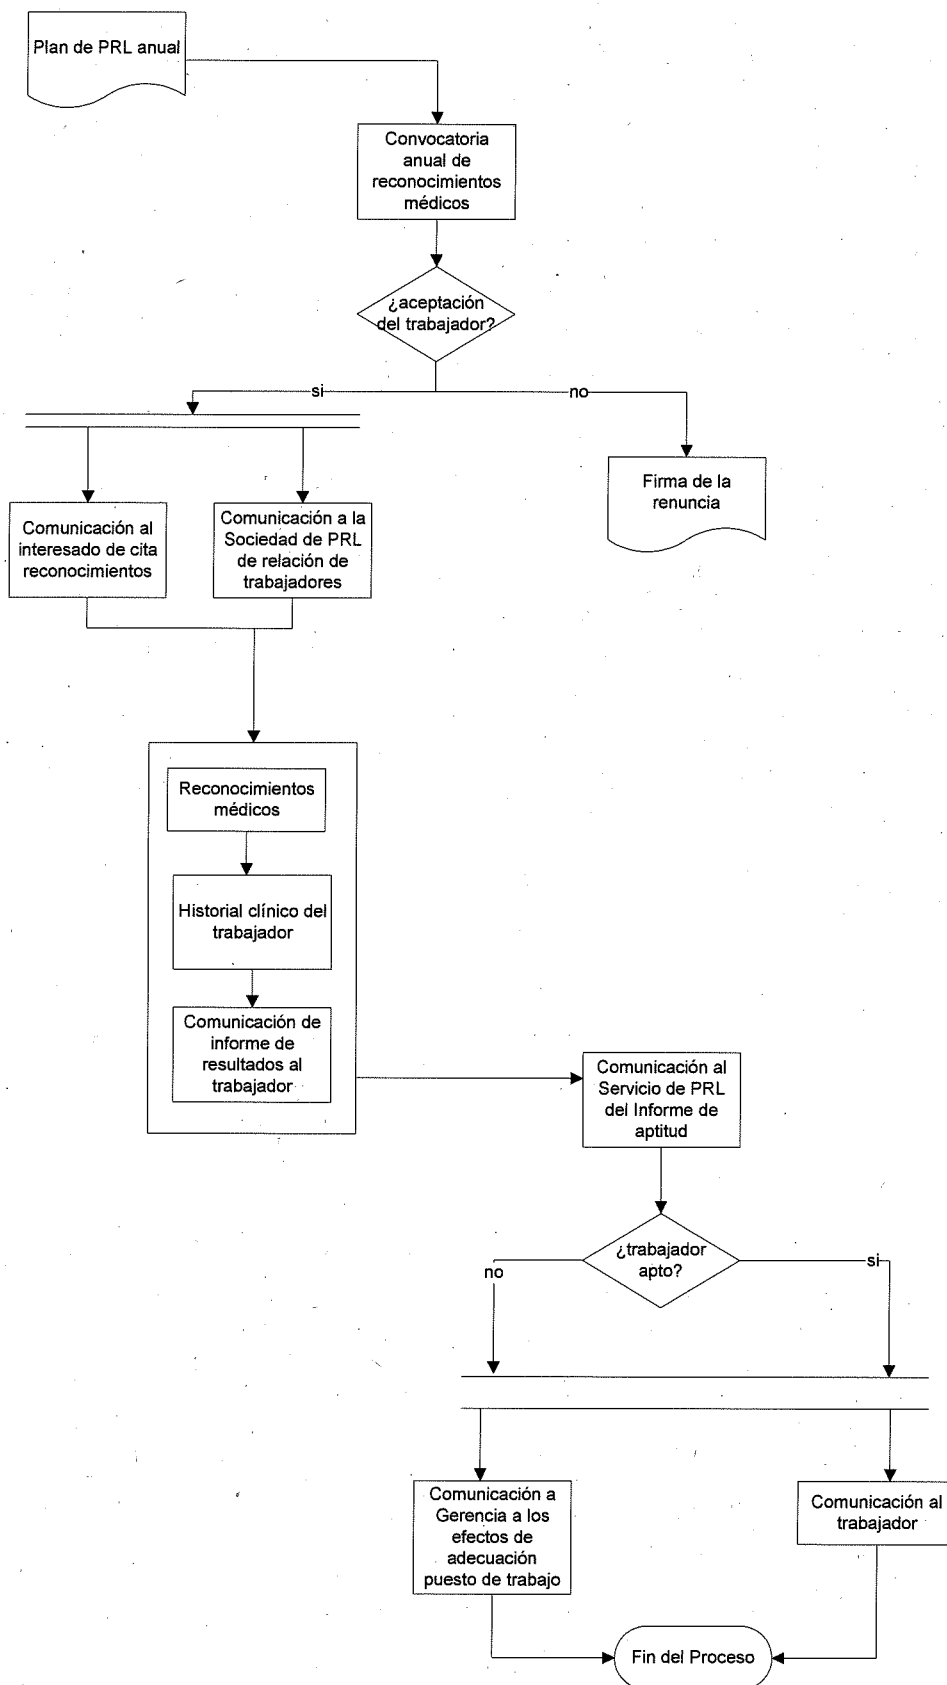 Plan de PRL anual
Convocatoria
anual de
reconocimientos
médicos
¿aceptación
del trabajador?
si
no
Firma de la
renuncia
Comunicación al
interesado de cita
reconocimientos
Comunicación a la
Sociedad de PRL
de relación de
trabajadores
Reconocimientos
médicos
Historial clínico del
trabajador
Comunicación de
informe de
resultados al
trabajador
Comunicación al
Servicio de PRL
del Informe de
aptitud
¿trabajador
apto?
no
si
Comunicación a
Gerencia a los
efectos de
adecuación
puesto de trabajo
Comunicación al
trabajador
Fin del Proceso